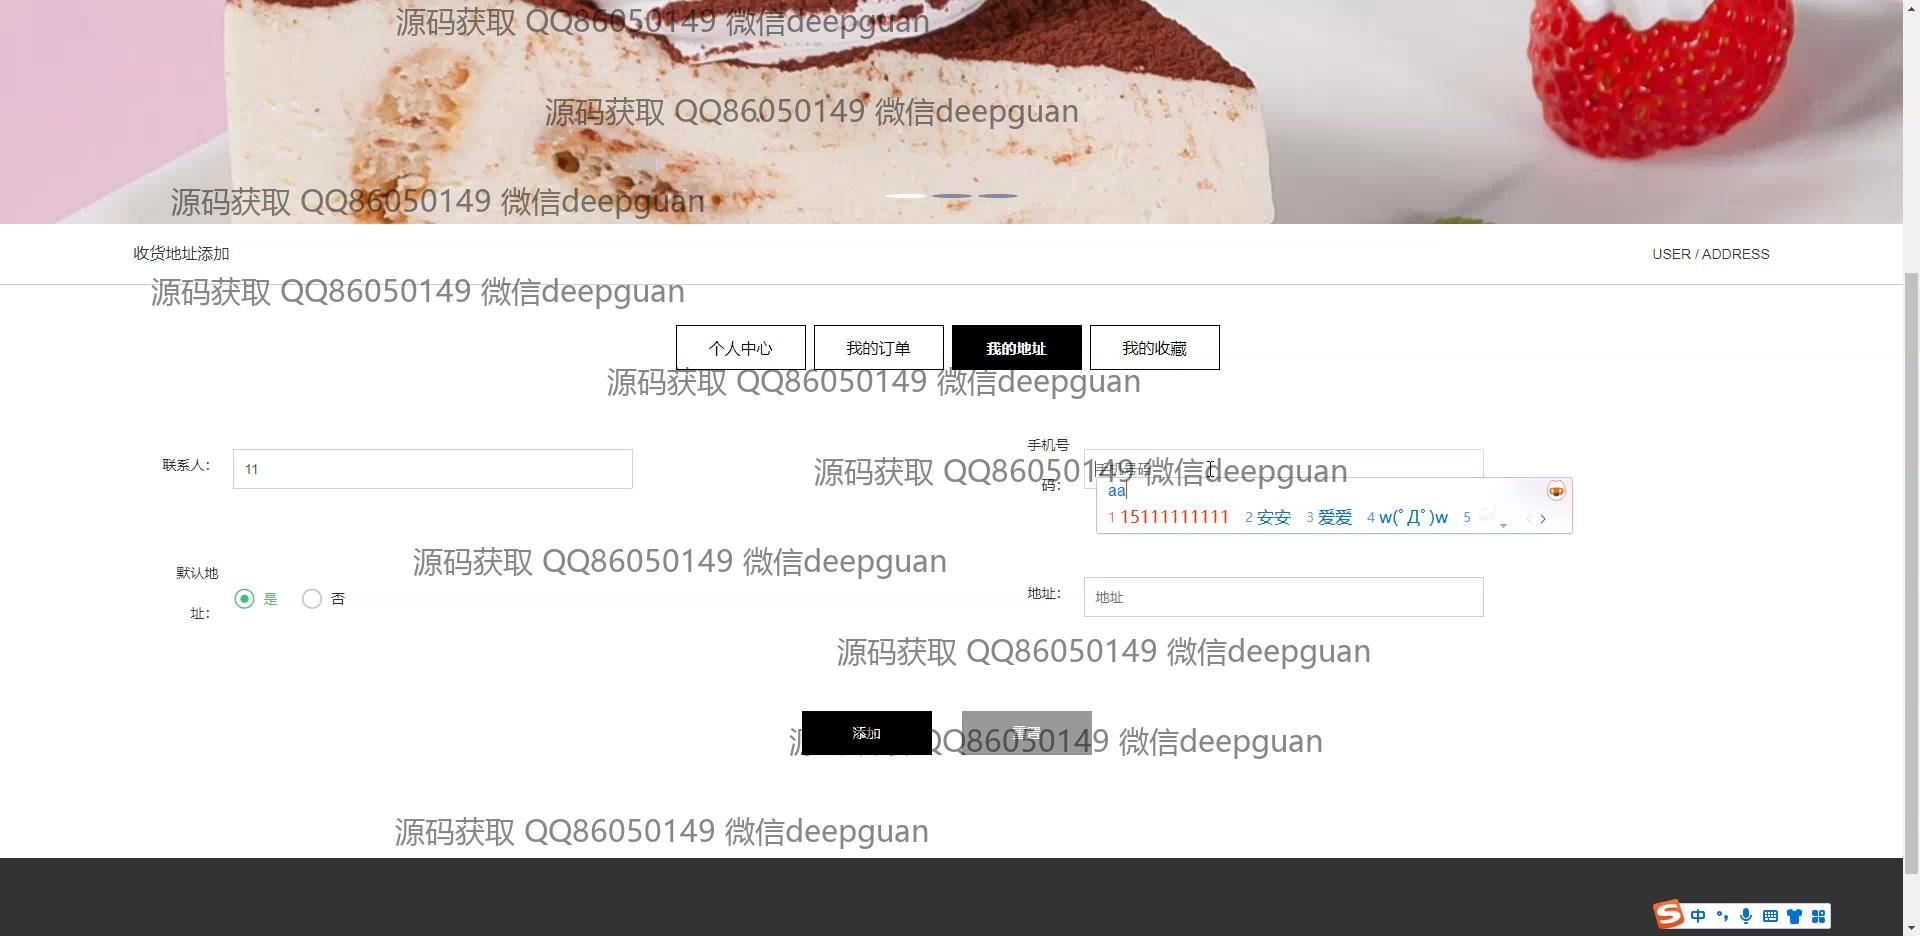 源码获取 QQ86050149 微信deepguan
源码获取 QQ86050149 微信deepguan
源码获取 QQ86050149 微信deepguan
收货地址添加
USER / ADDRESS
源码获取 QQ86050149 微信deepguan
个人中心
我的订单
我的地址
我的收藏
源码获取 QQ86050149 微信deepguan
联系人：
11
手机号
码：
手机号码
源码获取 QQ86050149 微信deepguan
aa
1 15111111111 2 安安 3 爱爱 4 w(ﾟДﾟ)w 5
源码获取 QQ86050149 微信deepguan
默认地
址：
是
否
地址：
地址
源码获取 QQ86050149 微信deepguan
添加
重置
QQ86050149 微信deepguan
源码获取 QQ86050149 微信deepguan
中